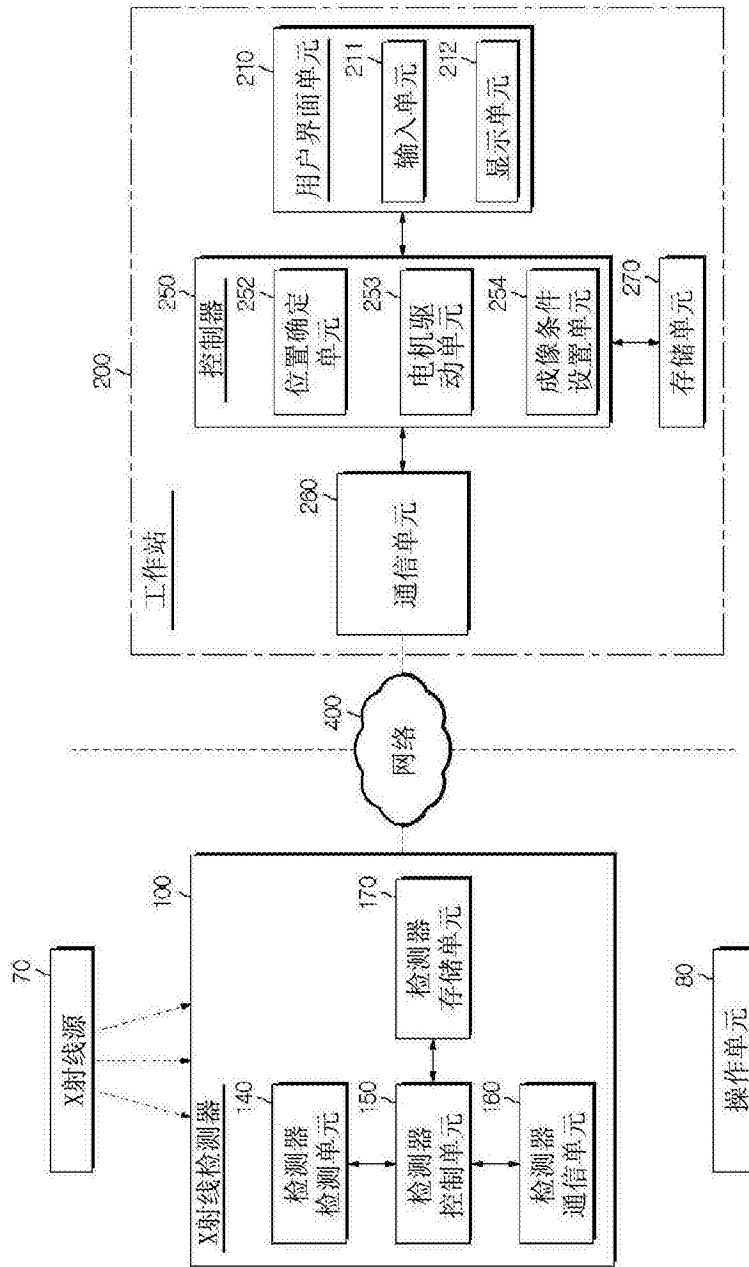 70
X射线源
100
X射线检测器
140
检测器
检测单元
150
检测器
控制单元
160
检测器
通信单元
170
检测器
存储单元
80
操作单元
400
网络
200
工作站
260
通信单元
250
控制器
252
位置确定
单元
253
电机驱
动单元
254
成像条件
设置单元
270
存储单元
210
用户界面单元
211
输入单元
212
显示单元